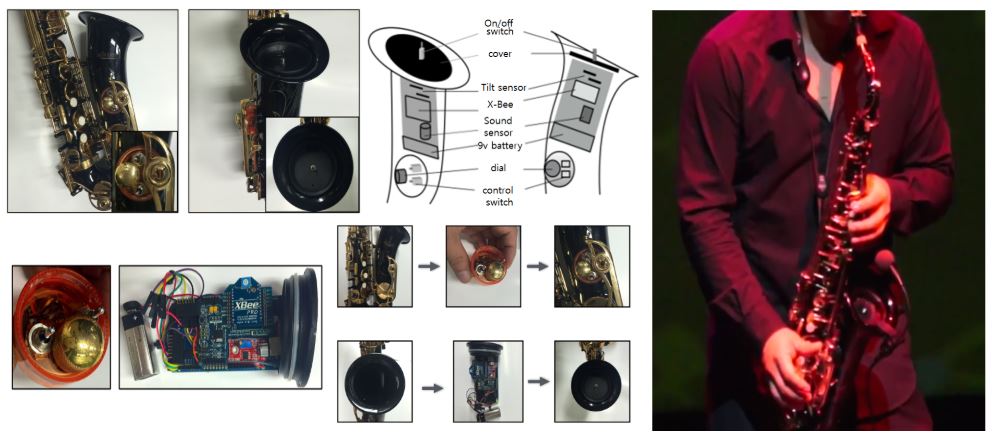 On/off
switch
cover
Tilt sensor
X-Bee
Sound
sensor
9v battery
dial
control
switch
XBee
PRO